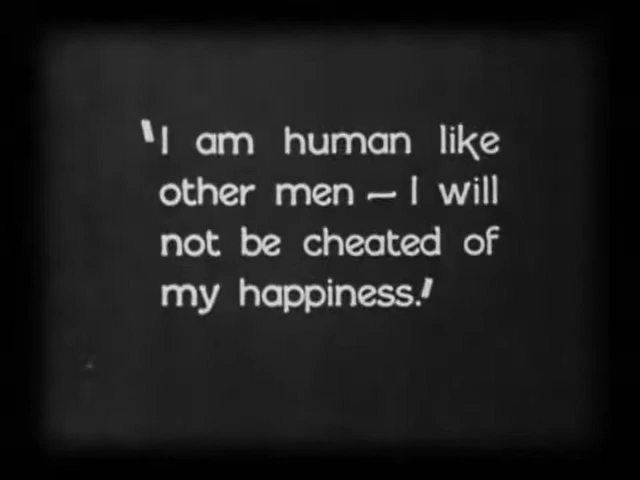 "I am human like
other men — I will
not be cheated of
my happiness."